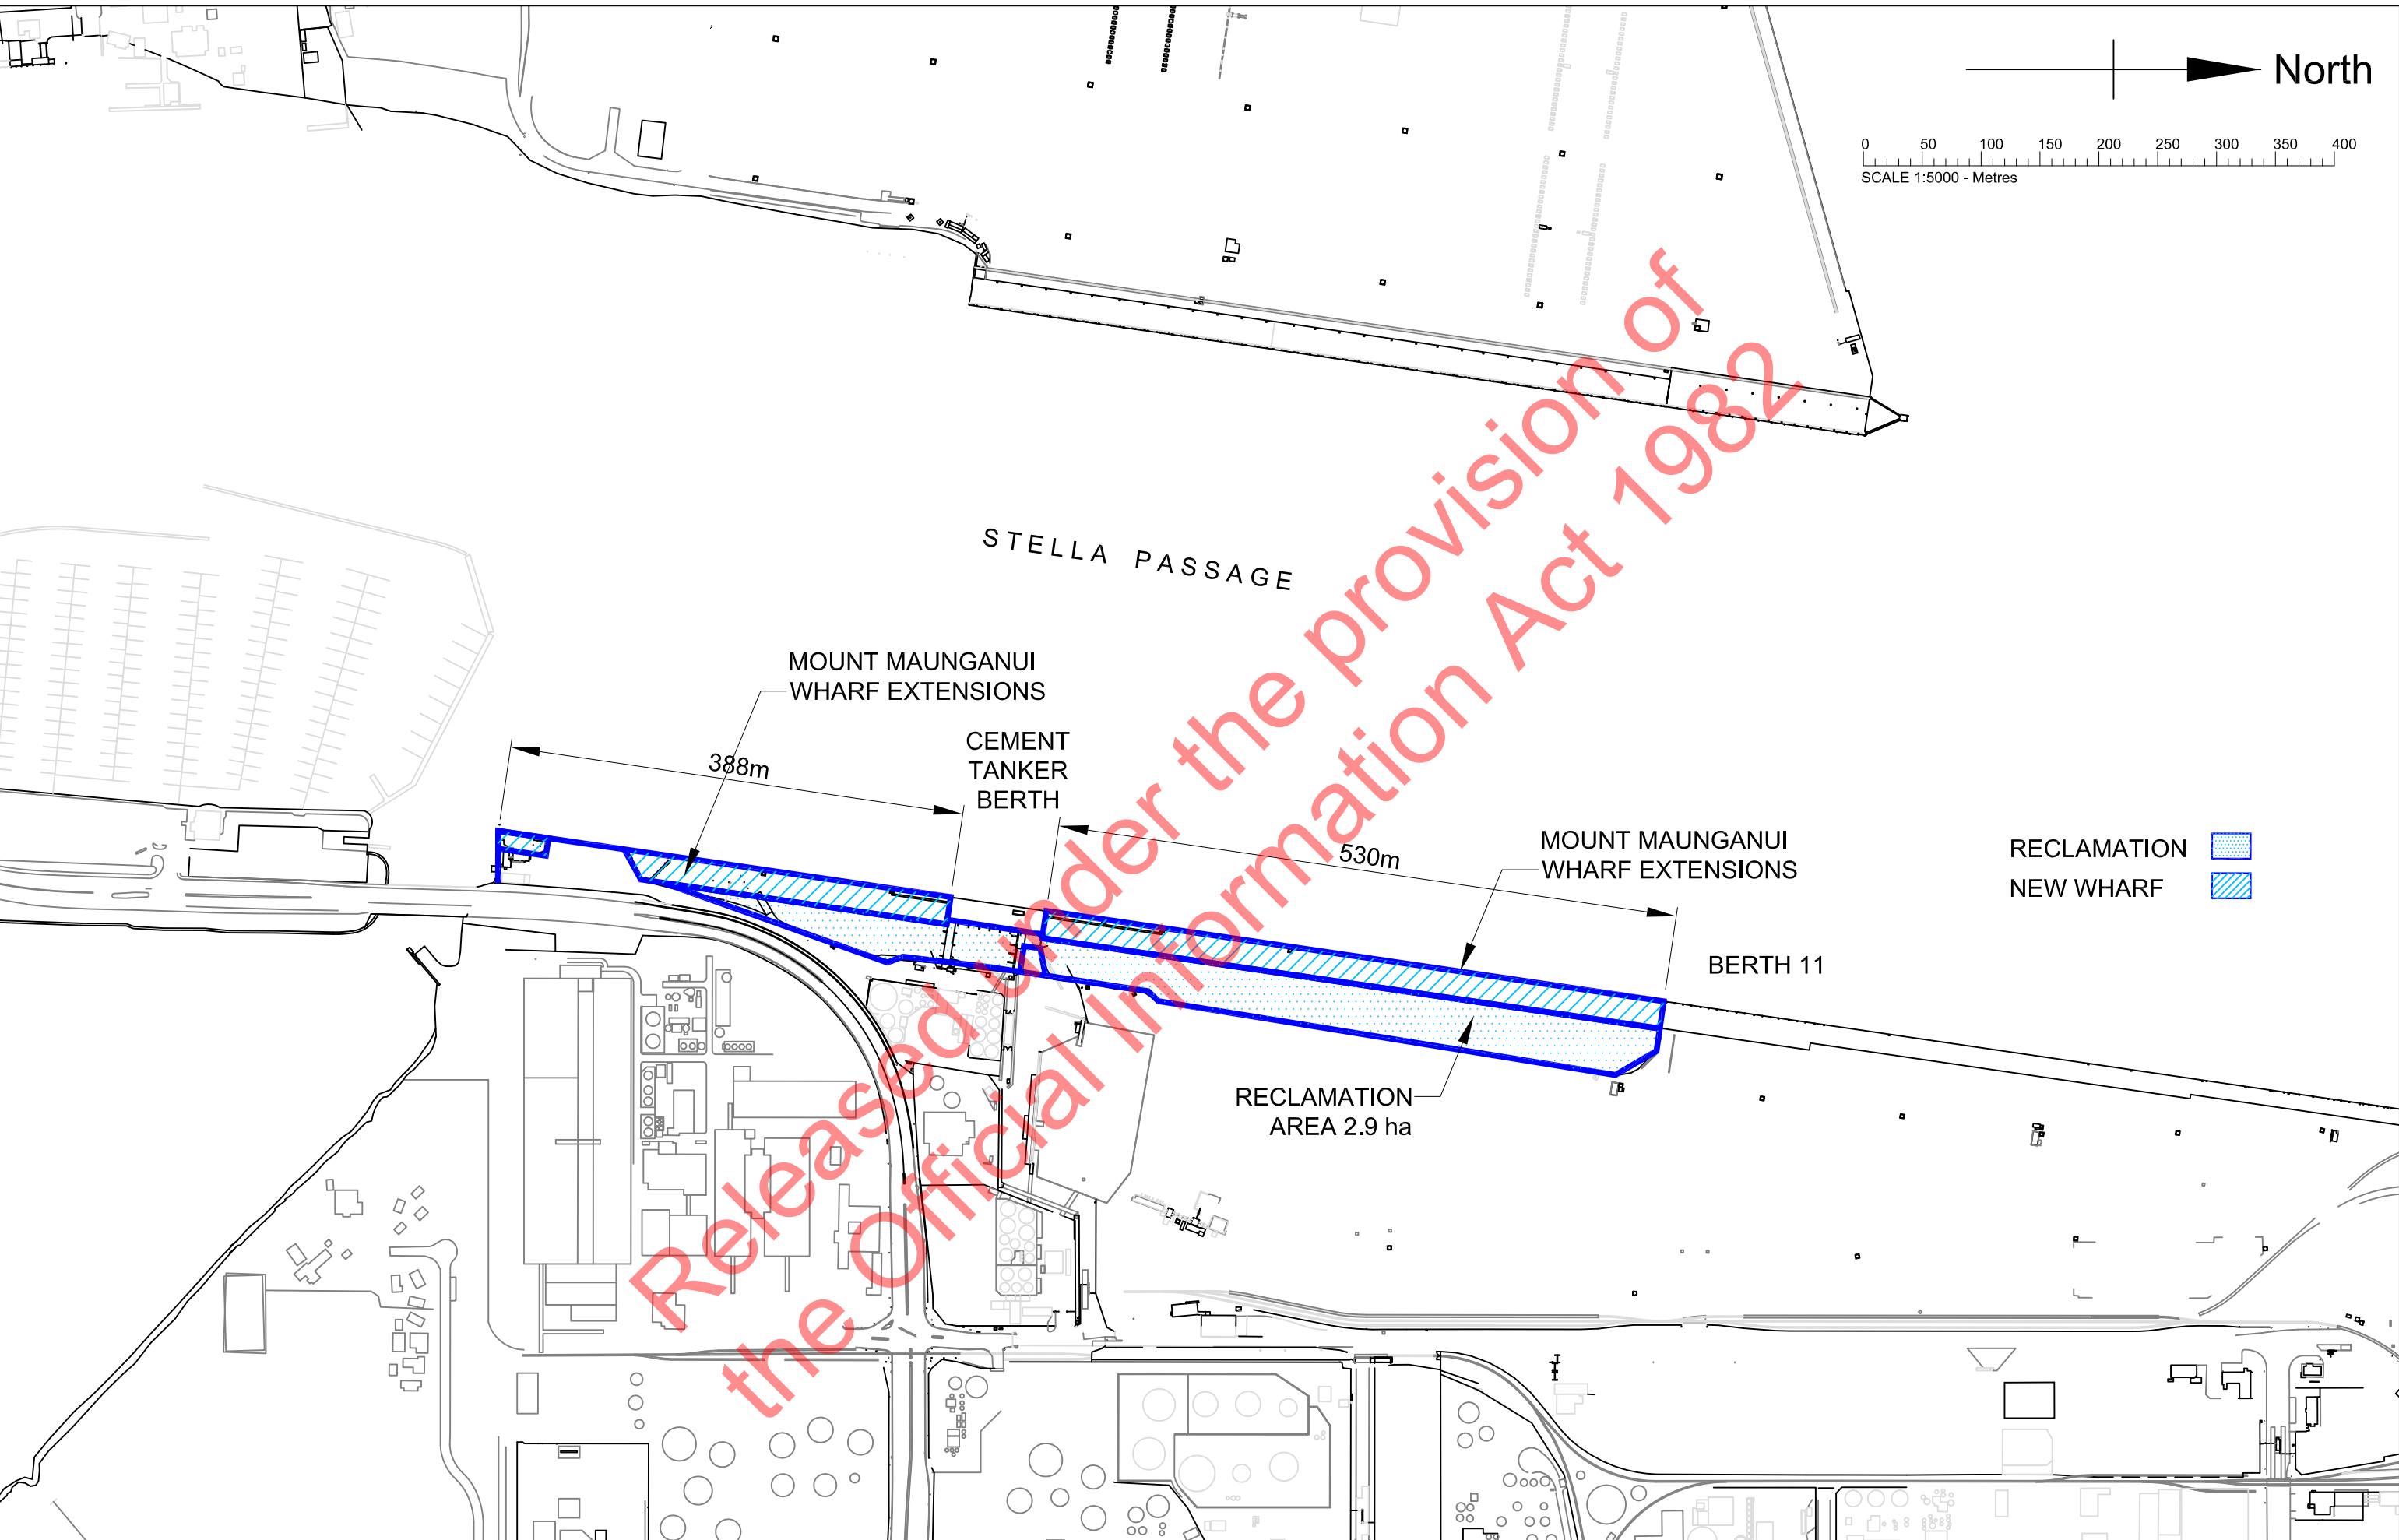 North
0 50 100 150 200 250 300 350 400
SCALE 1:5000 - Metres
STELLA PASSAGE
MOUNT MAUNGANUI
WHARF EXTENSIONS
388m
CEMENT
TANKER
BERTH
530m
MOUNT MAUNGANUI
WHARF EXTENSIONS
BERTH 11
RECLAMATION
NEW WHARF
RECLAMATION
AREA 2.9 ha
Released under the provision of
the Official Information Act 1982